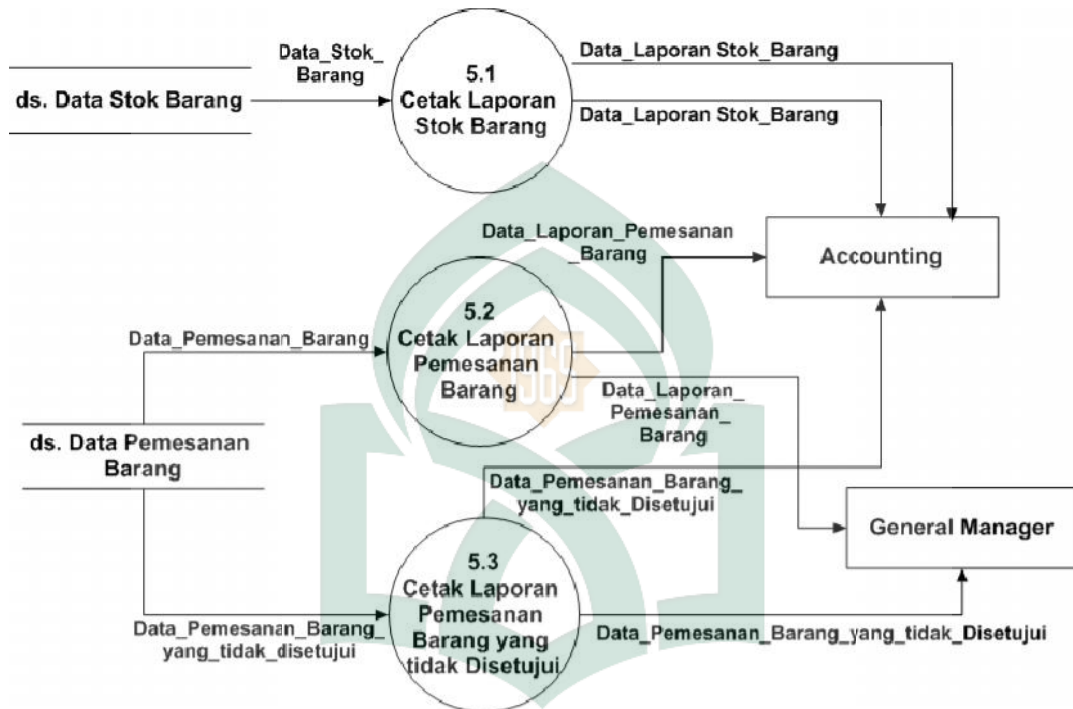 Data_Stok_
Barang
ds. Data Stok Barang
5.1
Cetak Laporan
Stok Barang
Data_Laporan Stok_Barang
Data_Laporan Stok_Barang
Data_Laporan_Pemesanan
_Barang
Accounting
Data_Pemesanan_Barang
5.2
Cetak Laporan
Pemesanan
Barang
1969
Data_Laporan_
Pemesanan_
Barang
ds. Data Pemesanan
Barang
Data_Pemesanan_Barang_
yang_tidak_Disetujui
General Manager
5.3
Cetak Laporan
Pemesanan
Barang yang
tidak Disetujui
Data_Pemesanan_Barang_
yang_tidak_disetujui
Data_Pemesanan_Barang_yang_tidak_Disetujui